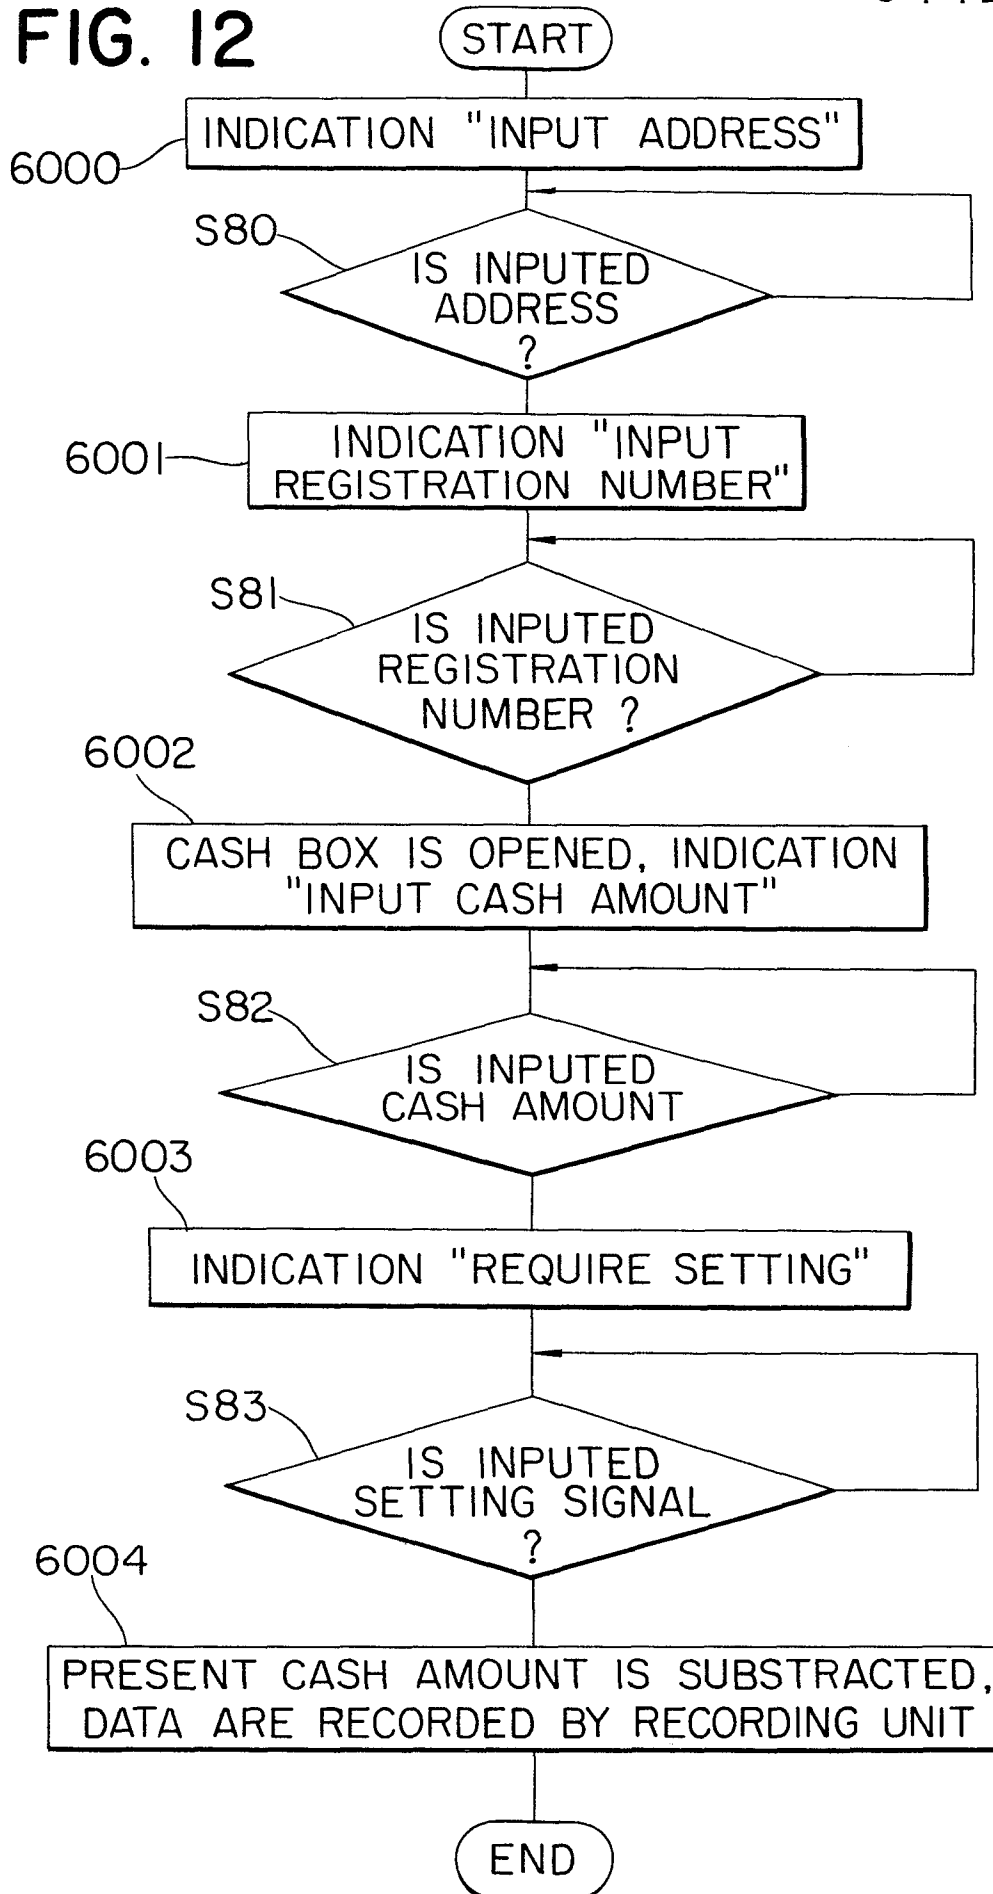 FIG. 12
START
INDICATION "INPUT ADDRESS"
6000
S80
IS INPUTED
ADDRESS
?
6001
INDICATION "INPUT
REGISTRATION NUMBER"
S81
IS INPUTED
REGISTRATION
NUMBER ?
6002
CASH BOX IS OPENED, INDICATION
"INPUT CASH AMOUNT"
S82
IS INPUTED
CASH AMOUNT
6003
INDICATION "REQUIRE SETTING"
S83
IS INPUTED
SETTING SIGNAL
?
6004
PRESENT CASH AMOUNT IS SUBSTRACTED,
DATA ARE RECORDED BY RECORDING UNIT
END